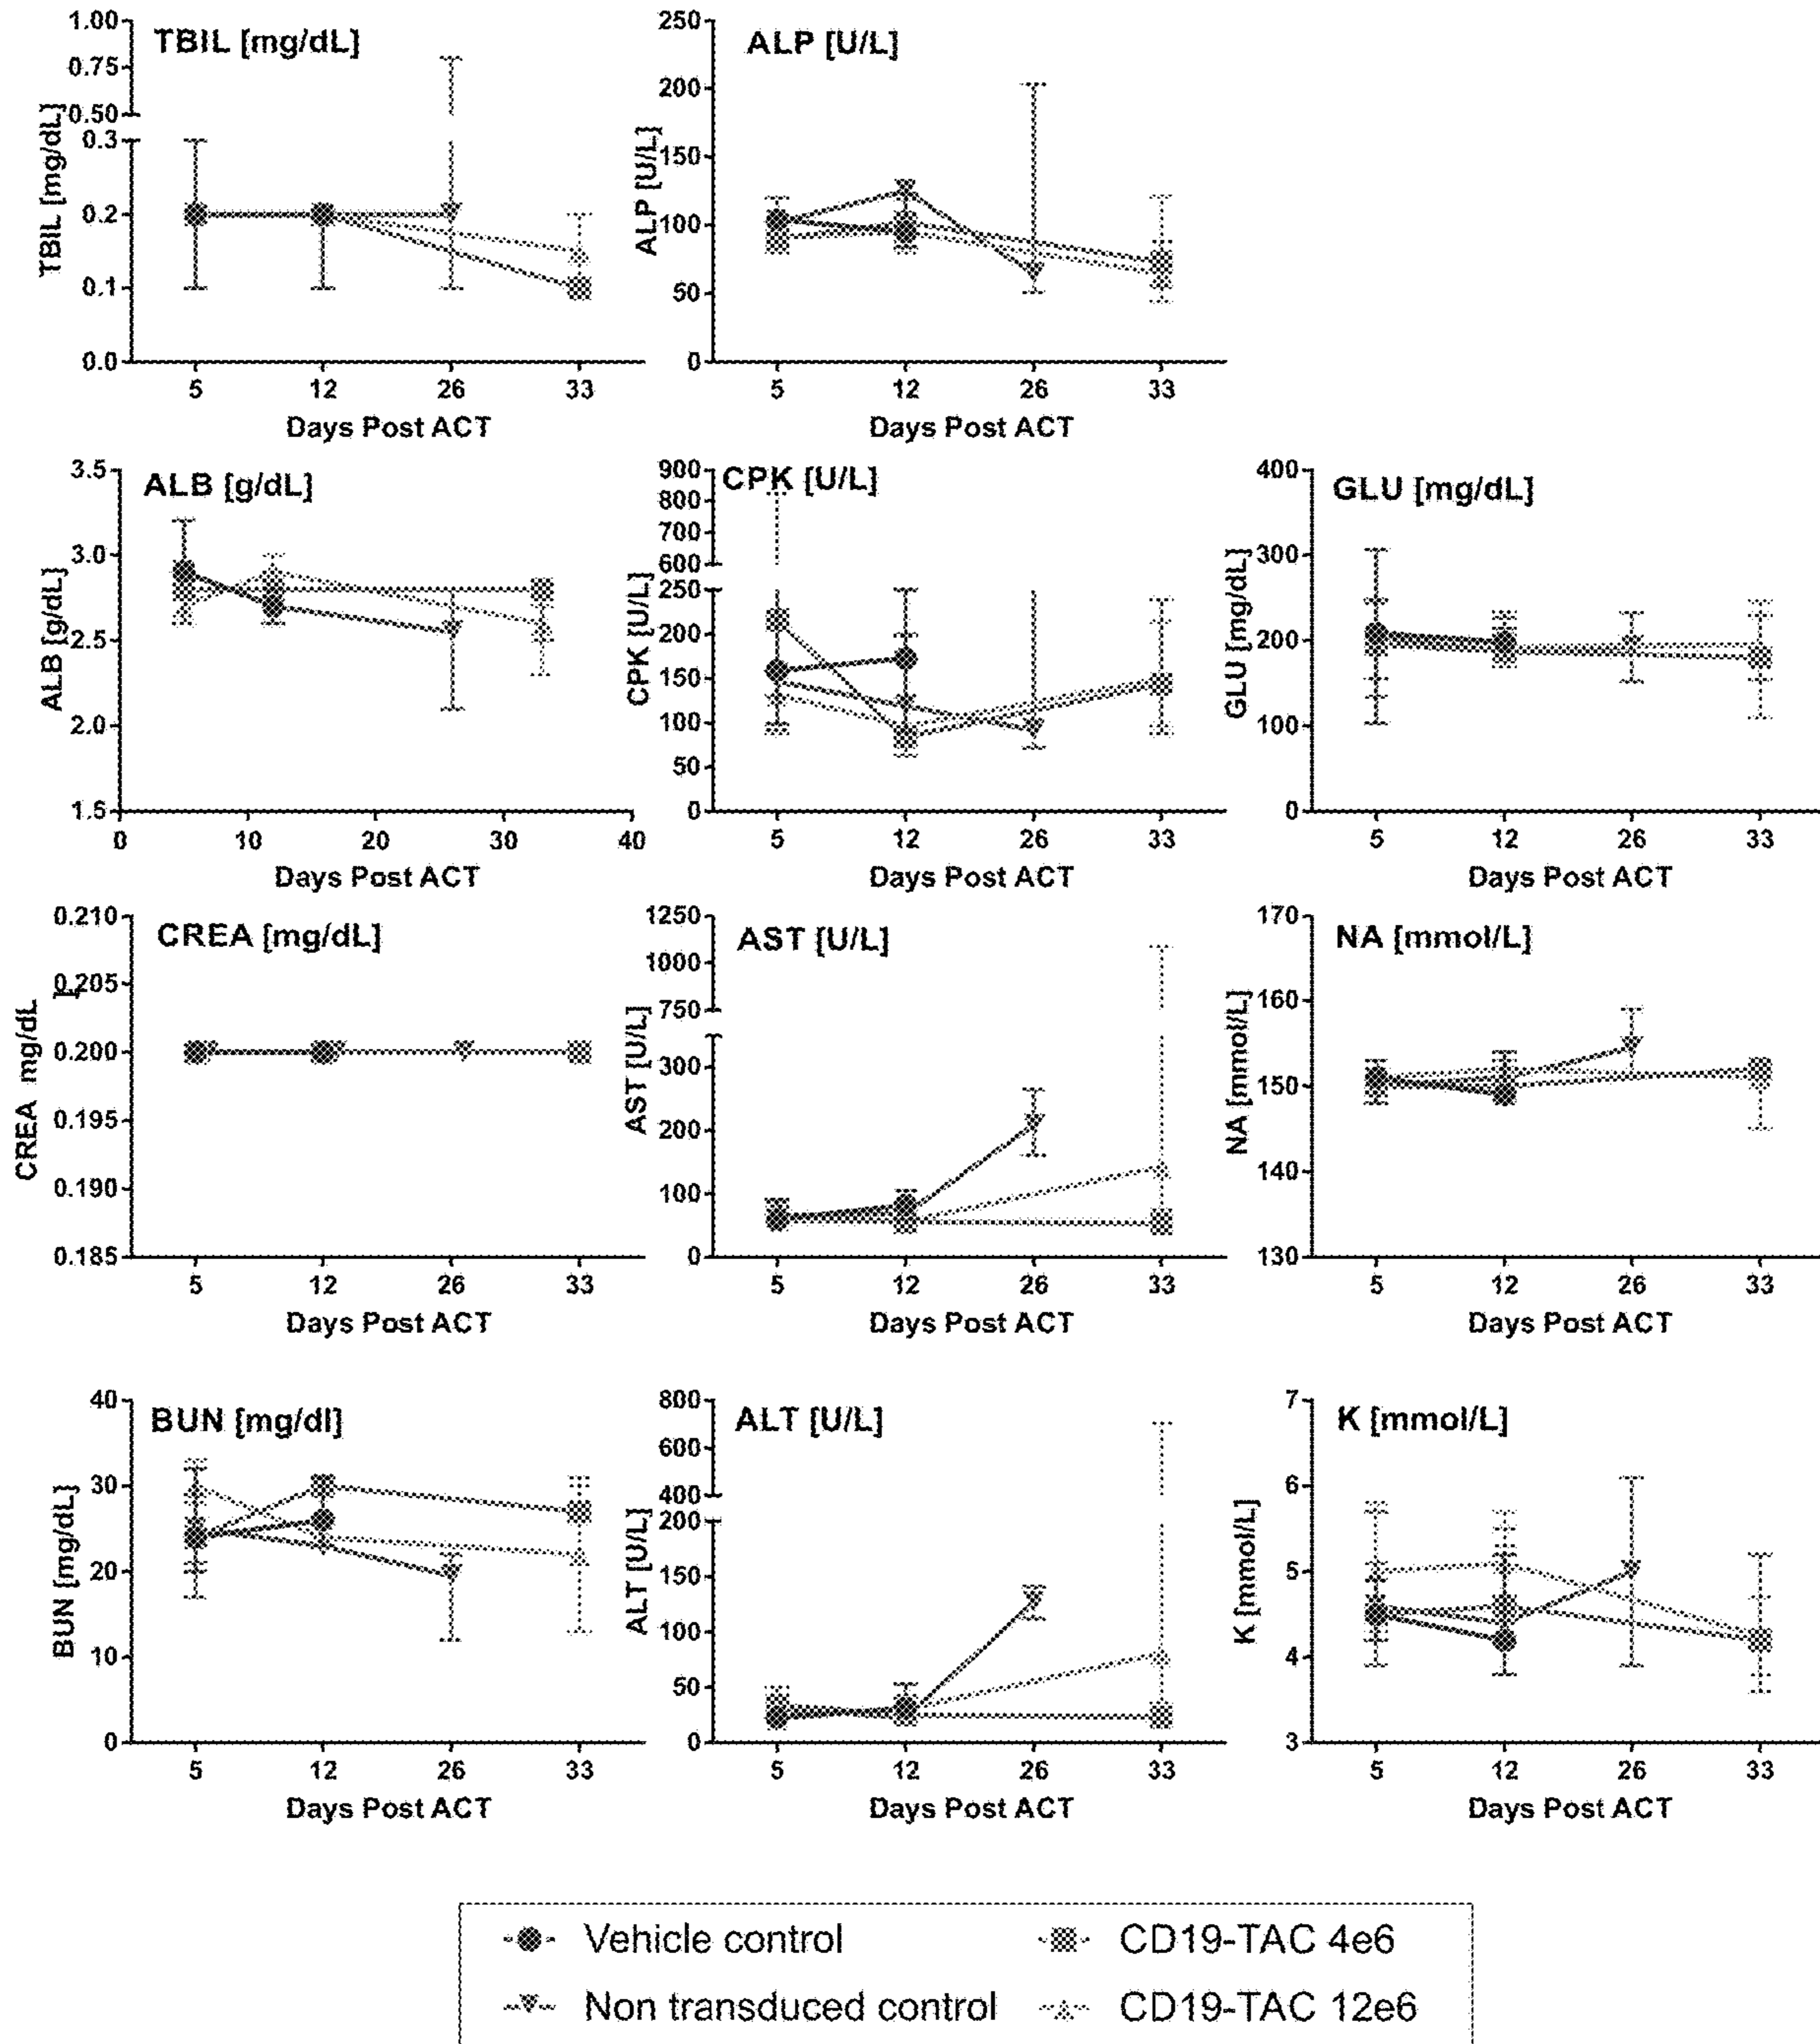 TBIL [mg/dL]
TBIL [mg/dL]
1.00
0.75
0.50
0.3
0.2
0.1
0.0
5 12 26 33
Days Post ACT
ALP [U/L]
ALP [U/L]
250
200
150
100
50
0
5 12 26 33
Days Post ACT
ALB [g/dL]
ALB [g/dL]
3.5
3.0
2.5
2.0
1.5
0 10 20 30 40
Days Post ACT
CPK [U/L]
CPK [U/L]
900
800
700
600
250
200
150
100
50
0
5 12 26 33
Days Post ACT
GLU [mg/dL]
GLU [mg/dL]
400
300
200
100
0
5 12 26 33
Days Post ACT
CREA [mg/dL]
CREA mg/dL
0.210
0.205
0.200
0.195
0.190
0.185
5 12 26 33
Days Post ACT
AST [U/L]
AST [U/L]
1250
1000
750
300
200
100
0
5 12 26 33
Days Post ACT
NA [mmol/L]
NA [mmol/L]
170
160
150
140
130
5 12 26 33
Days Post ACT
BUN [mg/dl]
BUN [mg/dL]
40
30
20
10
0
5 12 26 33
Days Post ACT
ALT [U/L]
ALT [U/L]
800
600
400
200
150
100
50
0
5 12 26 33
Days Post ACT
K [mmol/L]
K [mmol/L]
7
6
5
4
3
5 12 26 33
Days Post ACT
Vehicle control
CD19-TAC 4e6
Non transduced control
CD19-TAC 12e6